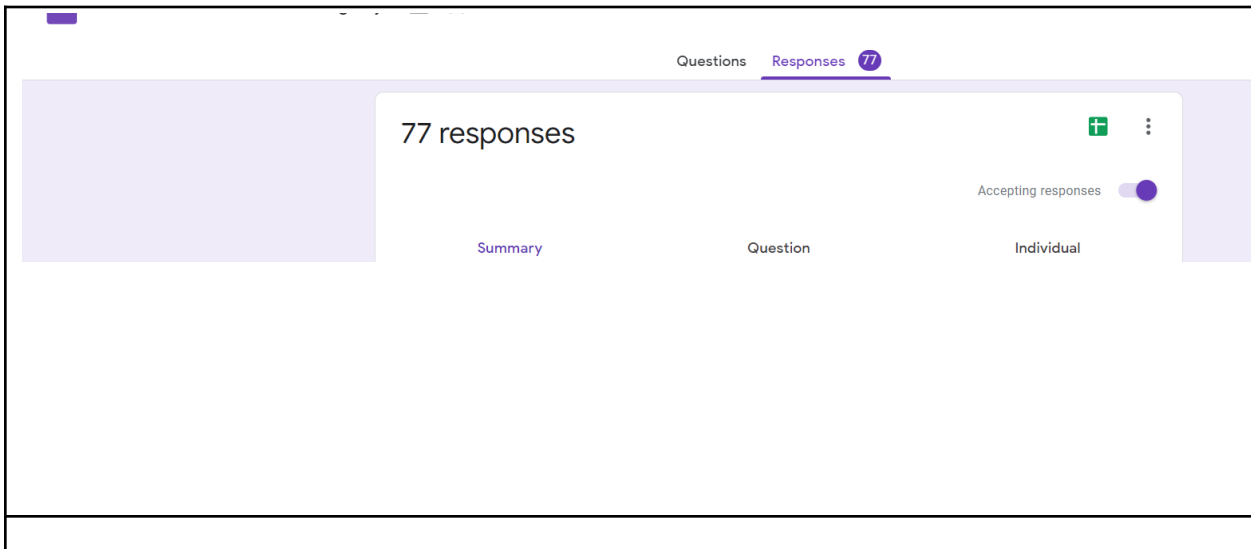 Questions Responses 77
77 responses
Accepting responses
Summary Question Individual